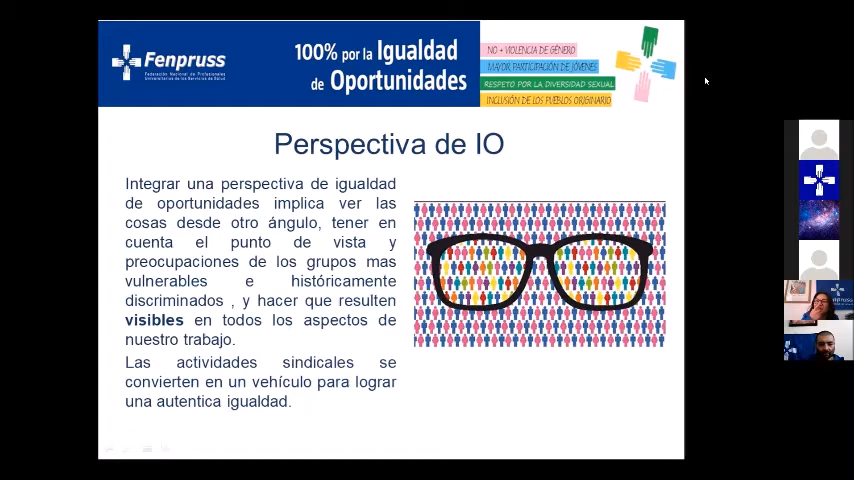 Fenpruss
Federación Nacional de Profesionales
Universitarios de los Servicios de Salud
100% por la Igualdad
de Oportunidades
NO + VIOLENCIA DE GÉNERO
MAYOR PARTICIPACIÓN DE JÓVENES
RESPETO POR LA DIVERSIDAD SEXUAL
INCLUSIÓN DE LOS PUEBLOS ORIGINARIO
Perspectiva de IO
Integrar una perspectiva de igualdad
de oportunidades implica ver las
cosas desde otro ángulo, tener en
cuenta el punto de vista y
preocupaciones de los grupos mas
vulnerables e históricamente
discriminados , y hacer que resulten
visibles en todos los aspectos de
nuestro trabajo.
Las actividades sindicales se
convierten en un vehículo para lograr
una autentica igualdad.
Fenpruss